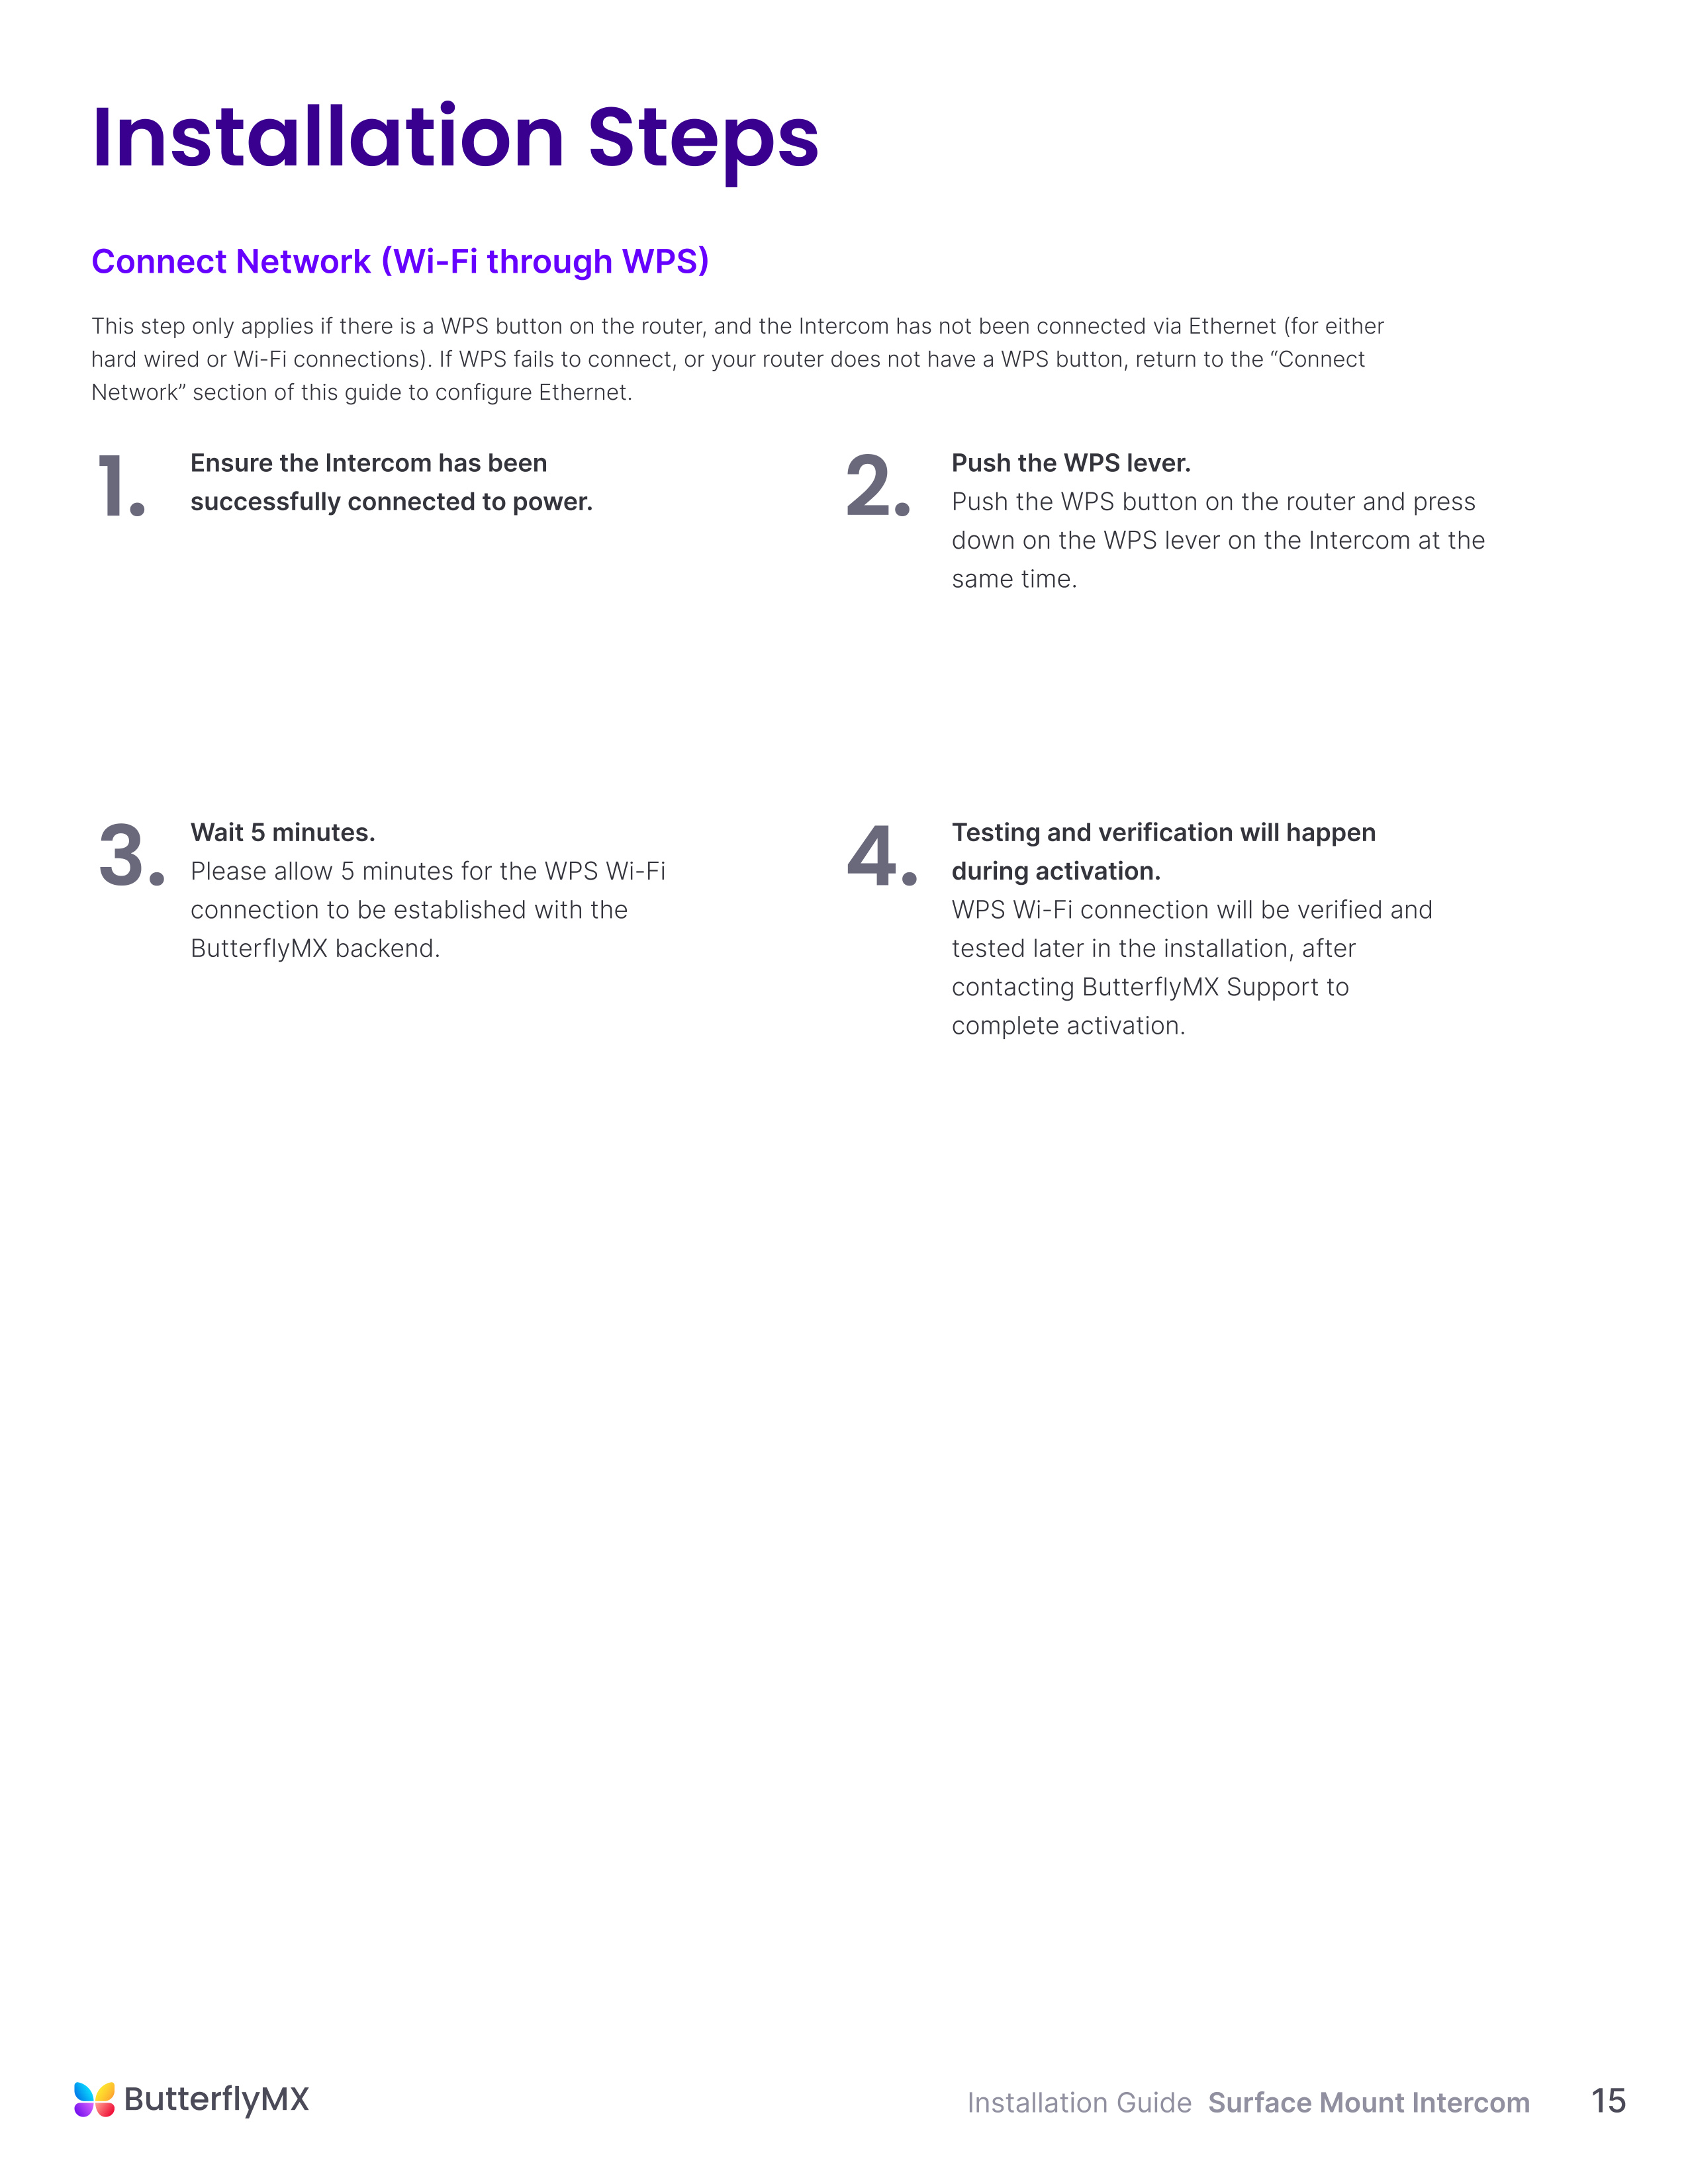 Installation Steps
Connect Network (Wi-Fi through WPS)
This step only applies if there is a WPS button on the router, and the Intercom has not been connected via Ethernet (for either
hard wired or Wi-Fi connections). If WPS fails to connect, or your router does not have a WPS button, return to the “Connect
Network” section of this guide to configure Ethernet.
1.
Ensure the Intercom has been
successfully connected to power.
2.
Push the WPS lever.
Push the WPS button on the router and press
down on the WPS lever on the Intercom at the
same time.
3.
Wait 5 minutes.
Please allow 5 minutes for the WPS Wi-Fi
connection to be established with the
ButterflyMX backend.
4.
Testing and verification will happen
during activation.
WPS Wi-Fi connection will be verified and
tested later in the installation, after
contacting ButterflyMX Support to
complete activation.
ButterflyMX
Installation Guide Surface Mount Intercom 15